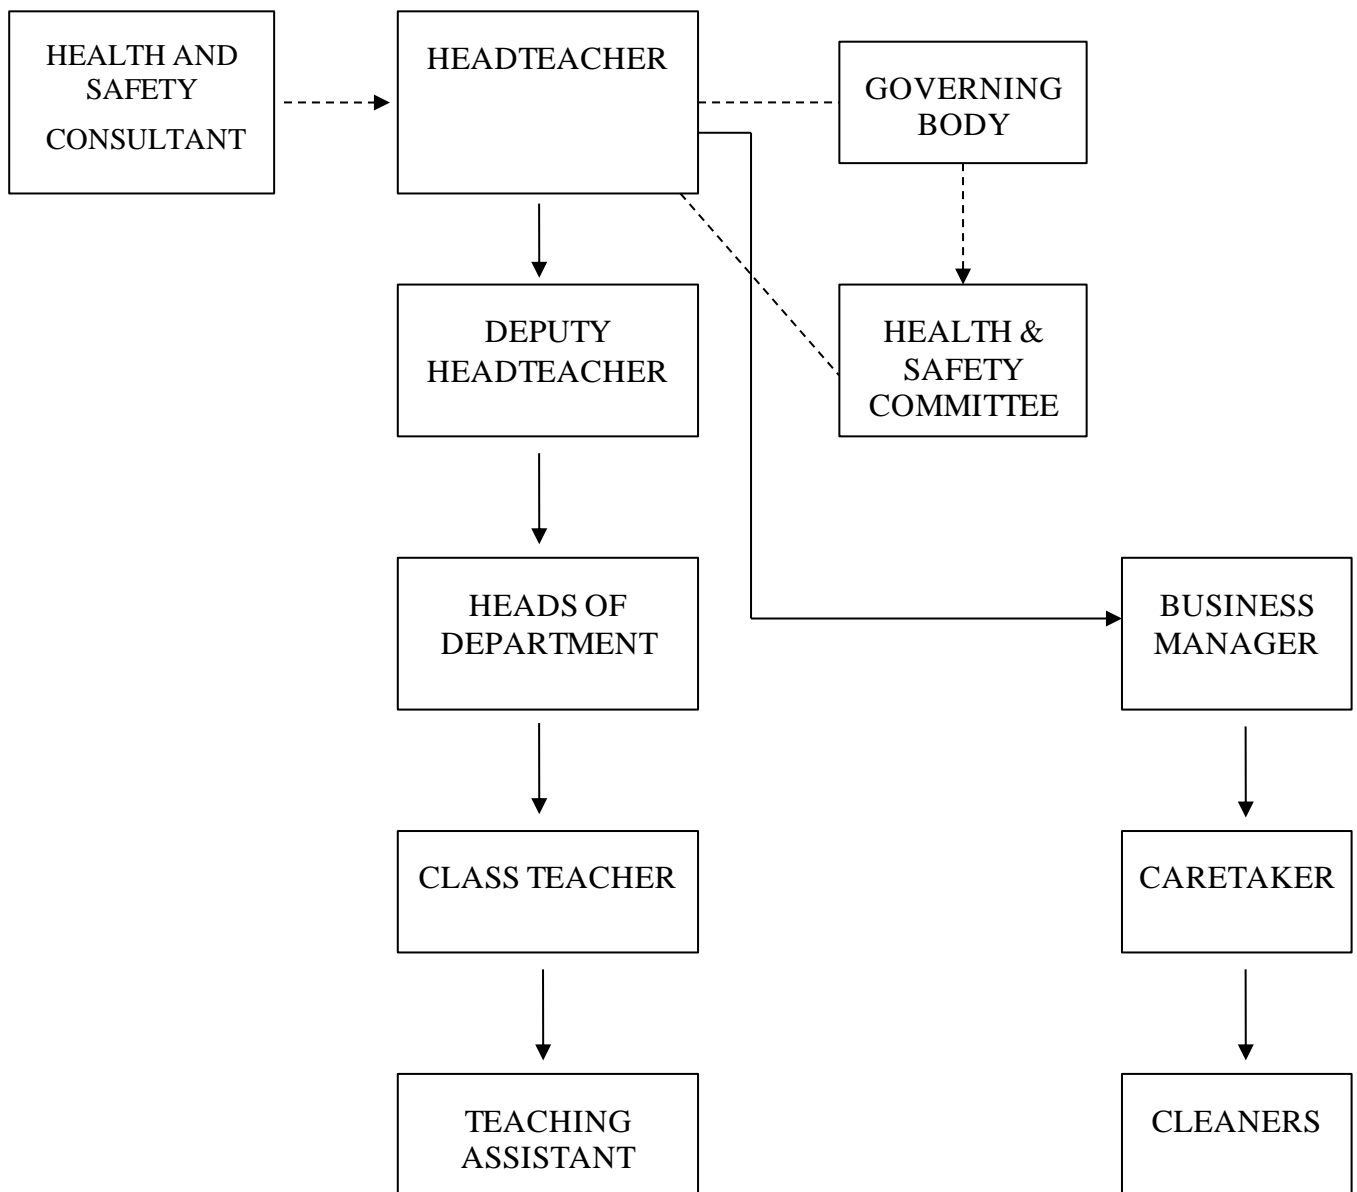 HEALTH AND
SAFETY
CONSULTANT
HEADTEACHER
GOVERNING
BODY
DEPUTY
HEADTEACHER
HEALTH &
SAFETY
COMMITTEE
HEADS OF
DEPARTMENT
BUSINESS
MANAGER
CLASS TEACHER
CARETAKER
TEACHING
ASSISTANT
CLEANERS